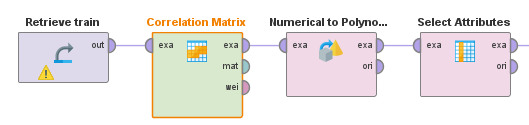 Retrieve train
out
Correlation Matrix
exa
exa
mat
wei
Numerical to Polyno...
exa
exa
ori
Select Attributes
exa
exa
ori